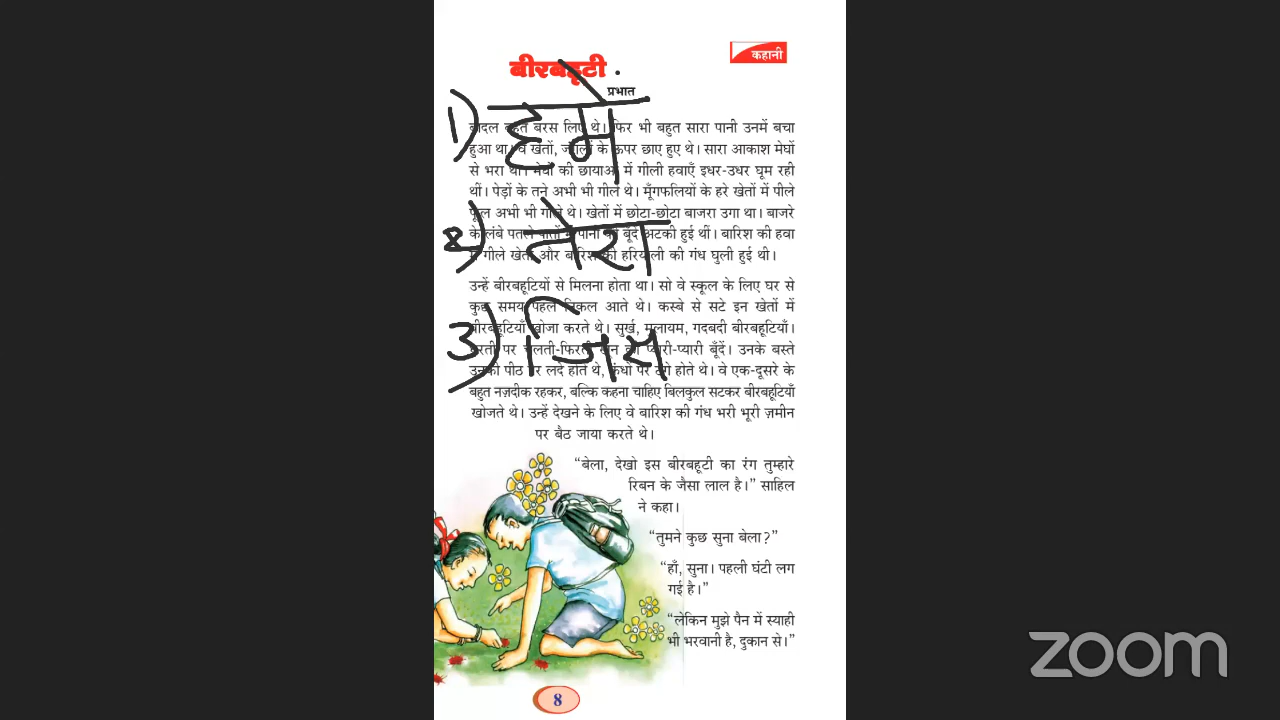 कहानी
बीरबहूटी
प्रभात
1) हमे
बादल बहुत बरस लिए थे। फिर भी बहुत सारा पानी उनमें बचा
हुआ था। वे खेतों, जंगलों के ऊपर छाए हुए थे। सारा आकाश मेघों
से भरा था। मेघों की छायाओं में गीली हवाएँ इधर-उधर घूम रही
थीं। पेड़ों के तने अभी भी गीले थे। मूँगफलियों के हरे खेतों में पीले
फूल अभी भी गीले थे। खेतों में छोटा-छोटा बाजरा उगा था। बाजरे
2) तेरा
के लंबे पतले पातों में पानी की बूँदें अटकी हुई थीं। बारिश की हवा
में गीले खेतों और बारिश की हरियाली की गंध घुली हुई थी।
उन्हें बीरबहूटियों से मिलना होता था। सो वे स्कूल के लिए घर से
कुछ समय पहले निकल आते थे। कस्बे से सटे इन खेतों में
बीरबहूटियाँ खोजा करते थे। सुर्ख, मुलायम, गदबदी बीरबहूटियाँ।
3) जिस
धरती पर चलती-फिरती खून की प्यारी-प्यारी बूँदें। उनके बस्ते
उनकी पीठ पर लदे होते थे, कंधों पर टँगे होते थे। वे एक-दूसरे के
बहुत नज़दीक रहकर, बल्कि कहना चाहिए बिलकुल सटकर बीरबहूटियाँ
खोजते थे। उन्हें देखने के लिए वे बारिश की गंध भरी भूरी ज़मीन
पर बैठ जाया करते थे।
“बेला, देखो इस बीरबहूटी का रंग तुम्हारे
रिबन के जैसा लाल है।” साहिल
ने कहा।
“तुमने कुछ सुना बेला?”
“हाँ, सुना। पहली घंटी लग
गई है।”
“लेकिन मुझे पैन में स्याही
भी भरवानी है, दुकान से।”
8
zoom